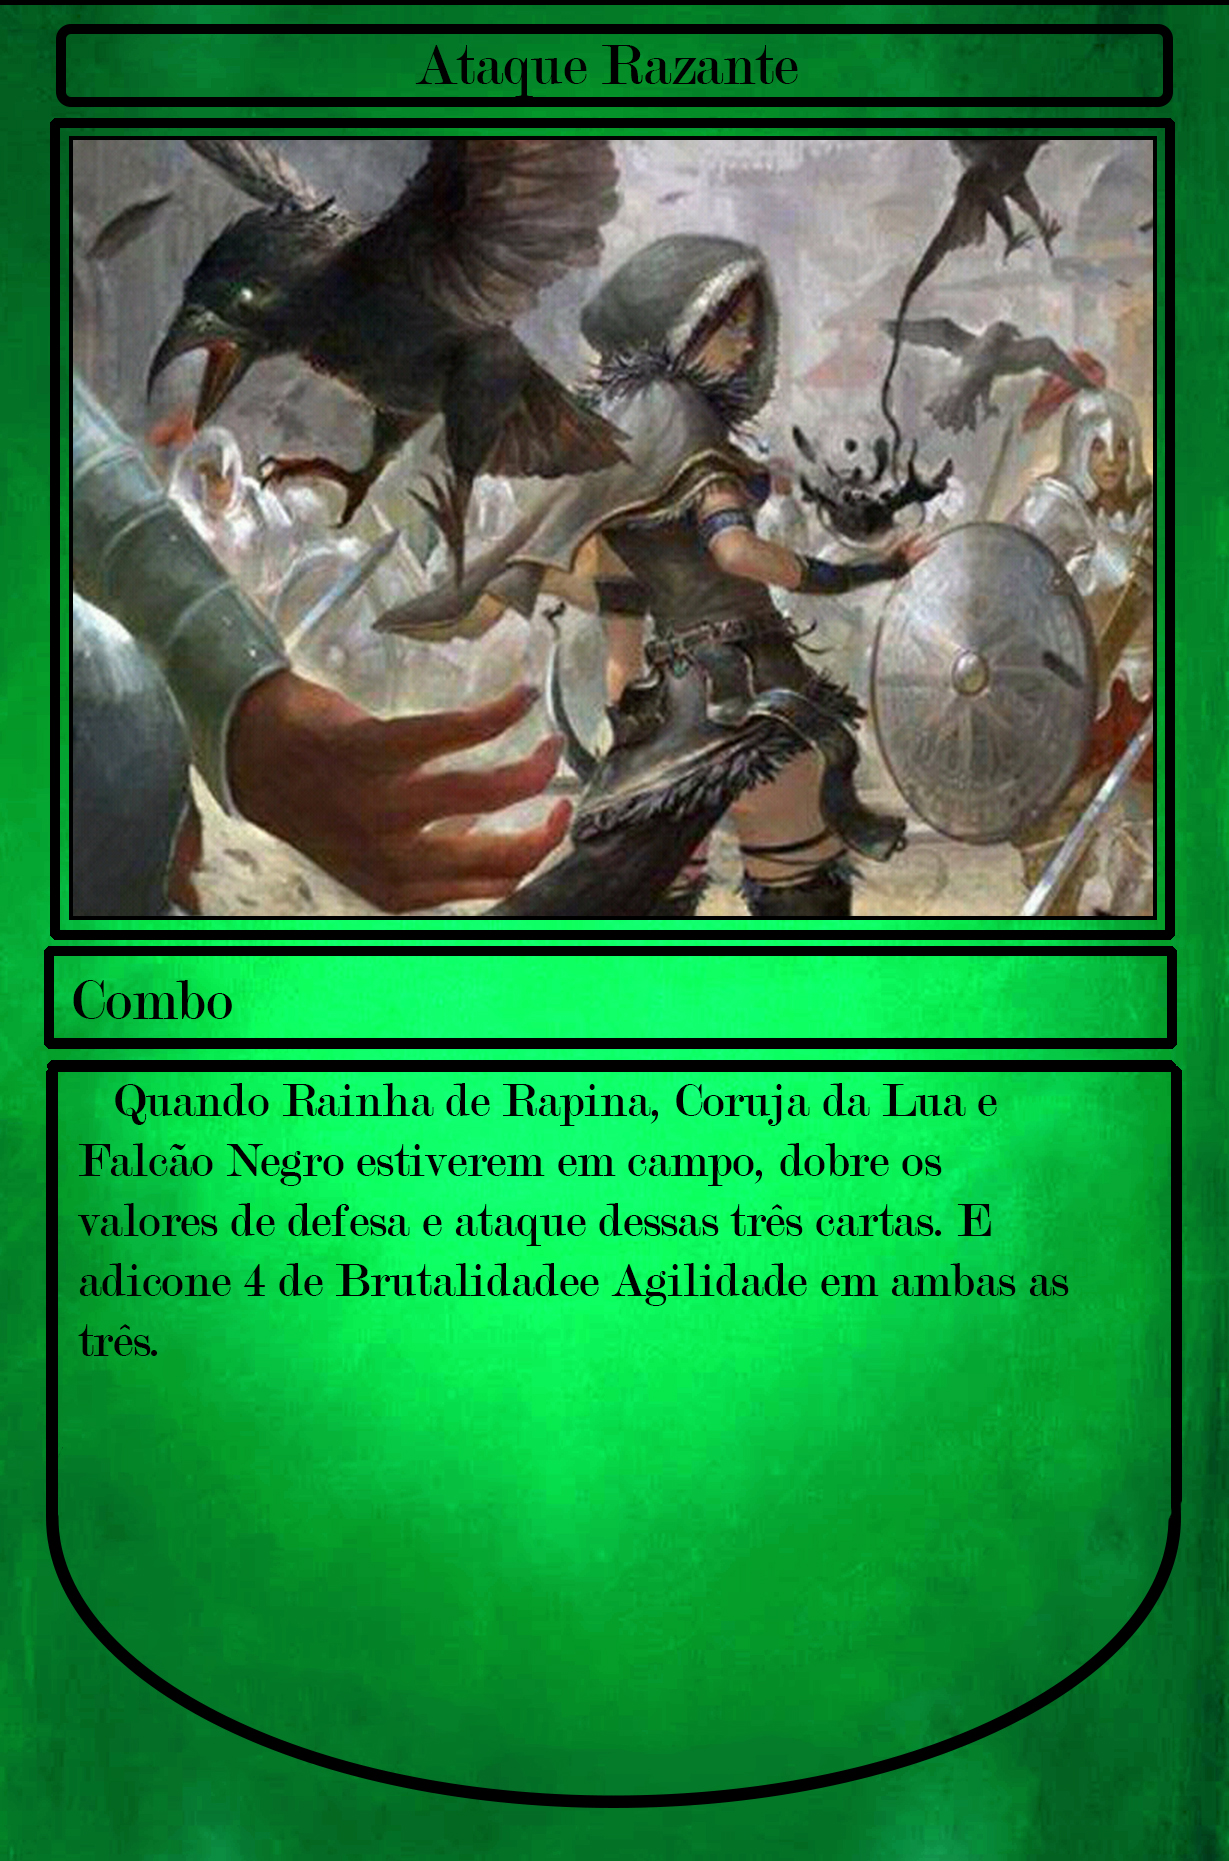 Ataque Razante
Combo
Quando Rainha de Rapina, Coruja da Lua e
Falcão Negro estiverem em campo, dobre os
valores de defesa e ataque dessas três cartas. E
adicone 4 de Brutalidadee Agilidade em ambas as
três.